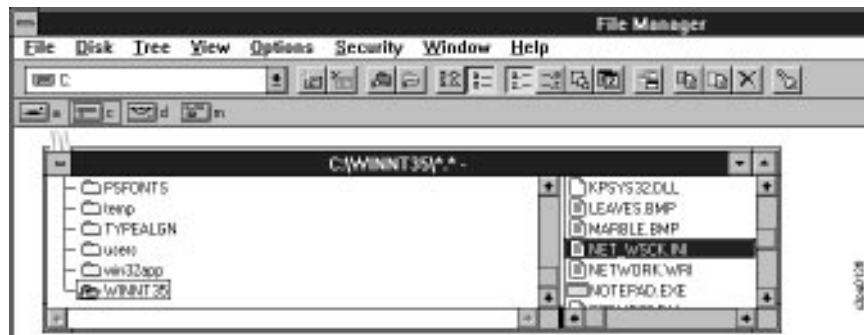 File Manager
File Disk Tree View Options Security Window Help
C:
a c d m
C:\WINNT35\*.* -
PSFONTS
temp
TYPEALGN
users
win32app
WINNT35
KPSYS32.DLL
LEAVES.BMP
MARBLE.BMP
NET_WSCK.INI
NETWORK.WRI
NOTEPAD.EXE